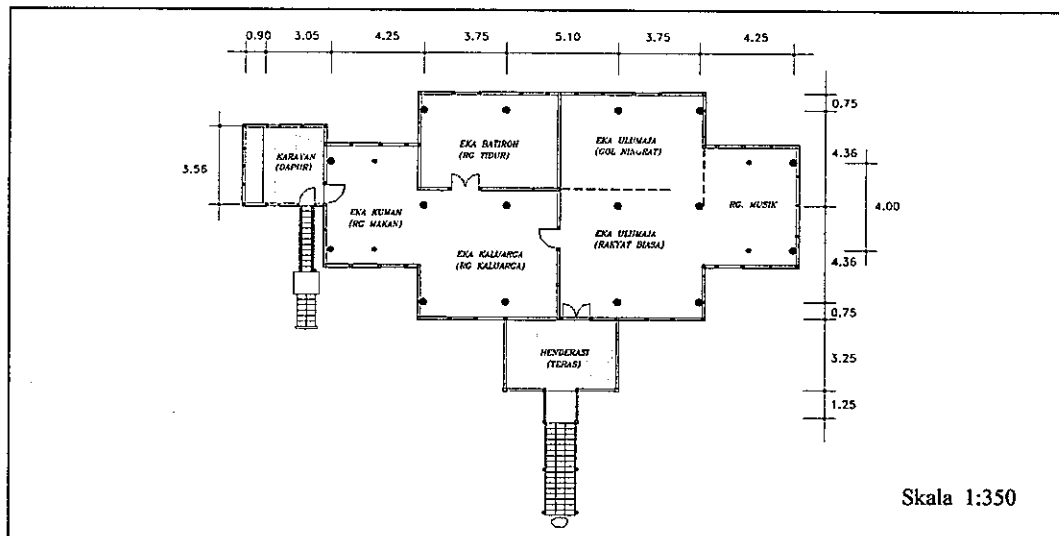 0.90 3.05 4.25 3.75 5.10 3.75 4.25
0.75
4.36
4.00
4.36
0.75
3.25
1.25
3.56
KARAYAN
(DAPUR)
EKA BATIROH
(RG TIDUR)
EKA ULUMAJA
(GOL NINGRAT)
EKA KUMAN
(RG MAKAN)
EKA KALUARGA
(RG KALUARGA)
EKA ULUMAJA
(RAKYAT BIASA)
RG. MUSIK
HENDERASI
(TERAS)
Skala 1:350